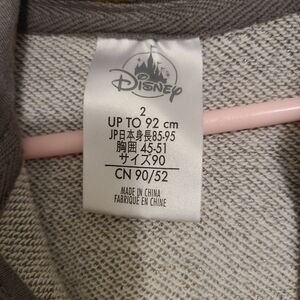 Disney
2
UP TO 92 cm
JP日本身長85-95
胸囲 45-51
サイズ90
CN 90/52
MADE IN CHINA
FABRIQUÉ EN CHINE